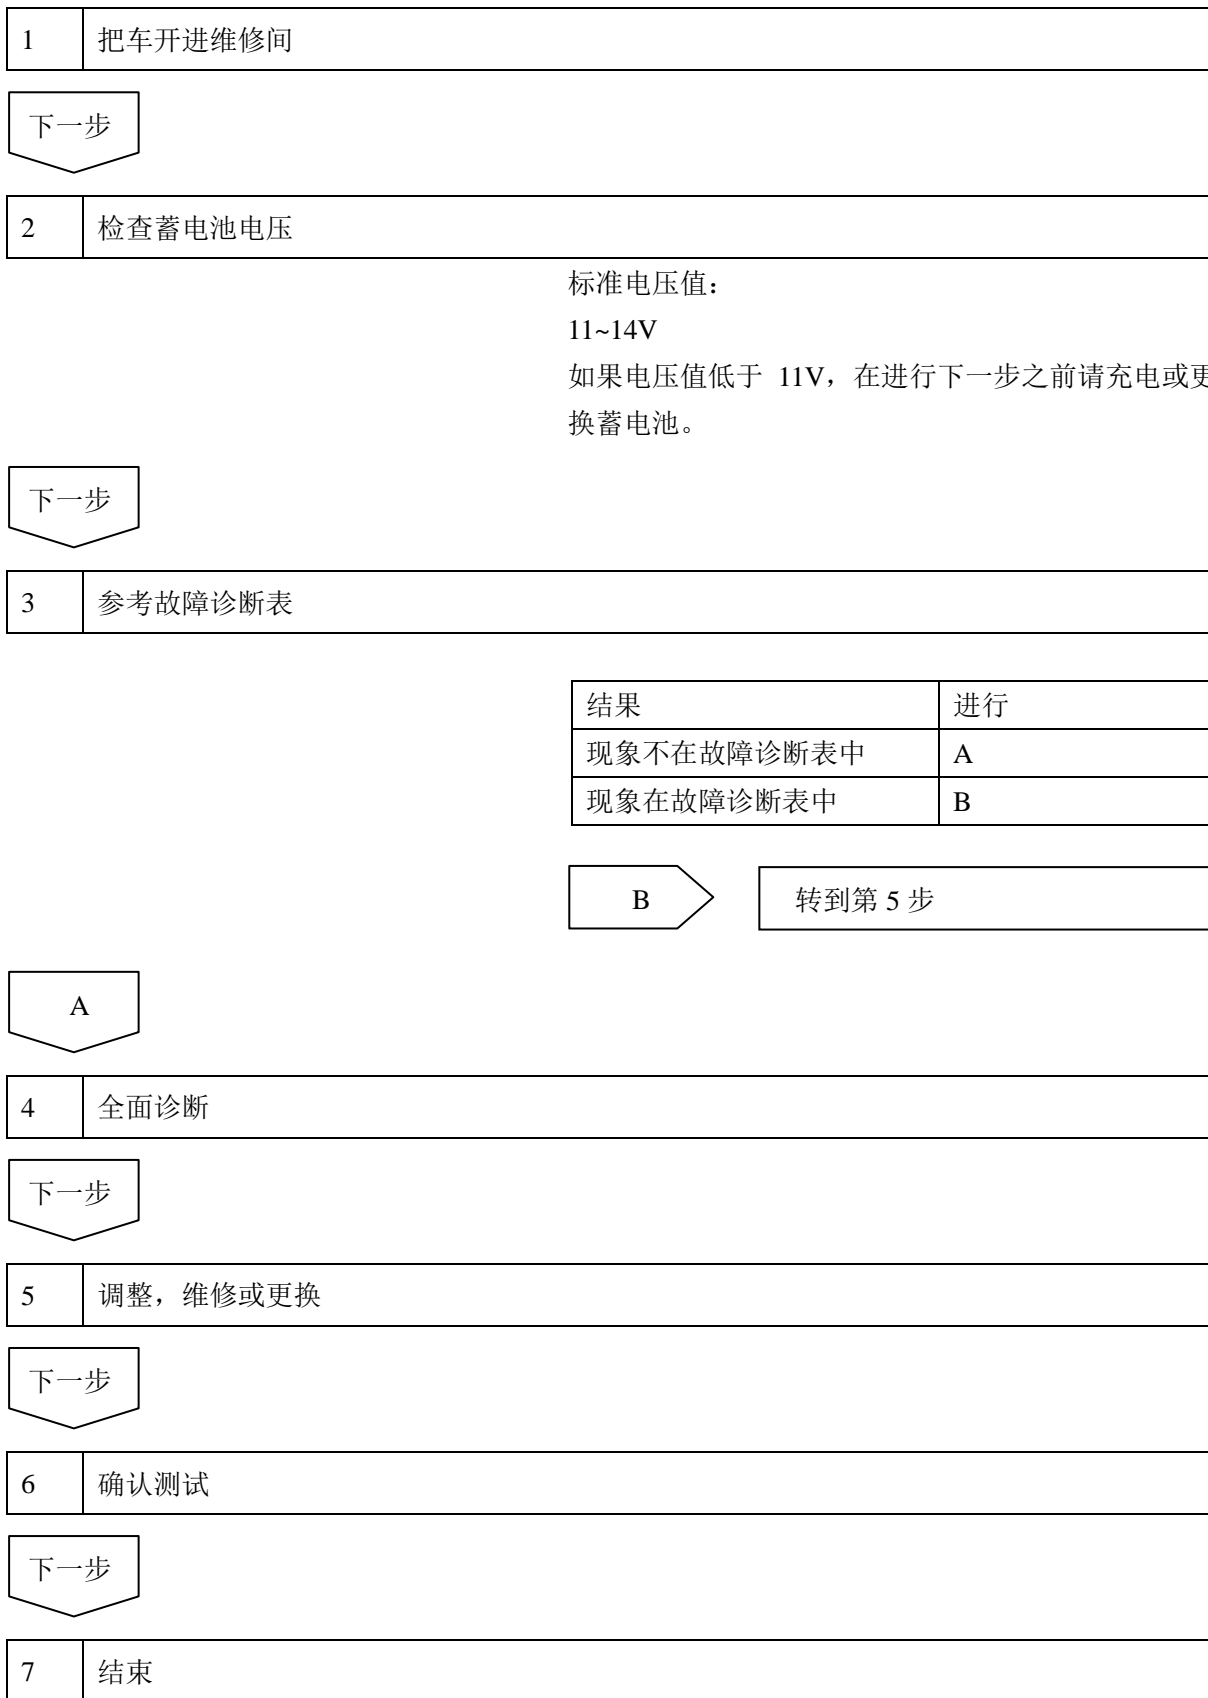 1 把车开进维修间
下一步
2 检查蓄电池电压
标准电压值：
11~14V
如果电压值低于 11V，在进行下一步之前请充电或更
换蓄电池。
下一步
3 参考故障诊断表
结果 进行
现象不在故障诊断表中 A
现象在故障诊断表中 B
B 转到第 5 步
A
4 全面诊断
下一步
5 调整，维修或更换
下一步
6 确认测试
下一步
7 结束